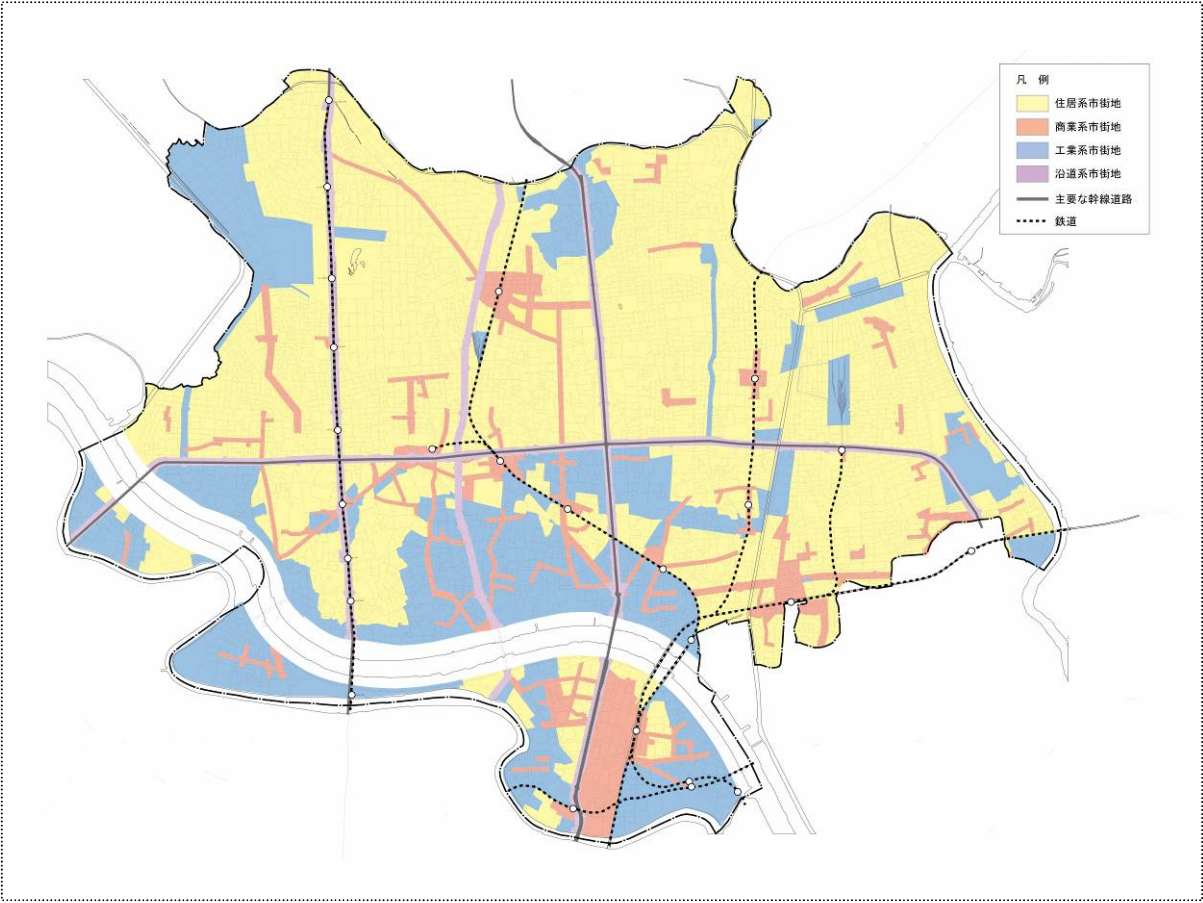 凡 例
住居系市街地
商業系市街地
工業系市街地
沿道系市街地
主要な幹線道路
鉄道